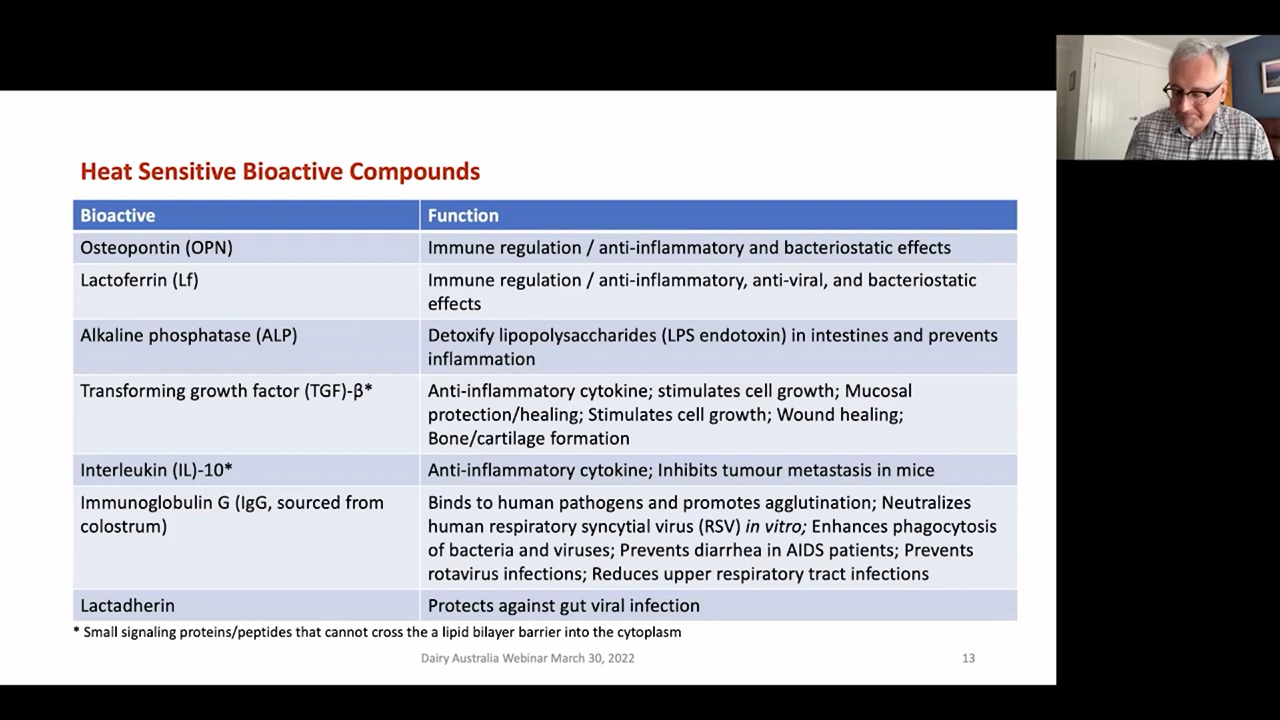 Heat Sensitive Bioactive Compounds
Bioactive
Function
Osteopontin (OPN)
Immune regulation / anti-inflammatory and bacteriostatic effects
Lactoferrin (Lf)
Immune regulation / anti-inflammatory, anti-viral, and bacteriostatic
effects
Alkaline phosphatase (ALP)
Detoxify lipopolysaccharides (LPS endotoxin) in intestines and prevents
inflammation
Transforming growth factor (TGF)-β*
Anti-inflammatory cytokine; stimulates cell growth; Mucosal
protection/healing; Stimulates cell growth; Wound healing;
Bone/cartilage formation
Interleukin (IL)-10*
Anti-inflammatory cytokine; Inhibits tumour metastasis in mice
Immunoglobulin G (IgG, sourced from
colostrum)
Binds to human pathogens and promotes agglutination; Neutralizes
human respiratory syncytial virus (RSV) in vitro; Enhances phagocytosis
of bacteria and viruses; Prevents diarrhea in AIDS patients; Prevents
rotavirus infections; Reduces upper respiratory tract infections
Lactadherin
Protects against gut viral infection
* Small signaling proteins/peptides that cannot cross the a lipid bilayer barrier into the cytoplasm
Dairy Australia Webinar March 30, 2022
13